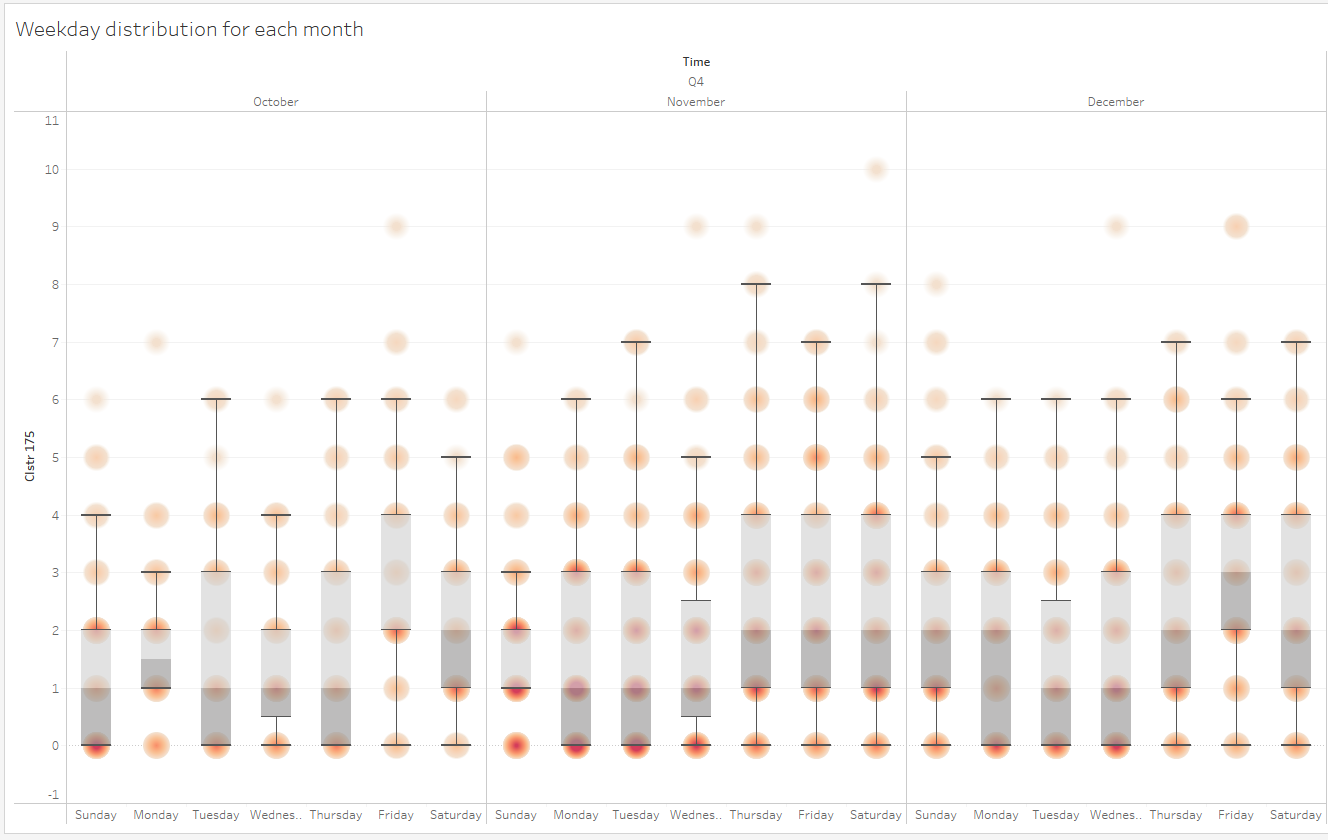 Weekday distribution for each month
Time
Q4
October November December
11
10
9
8
7
6
5
4
3
2
1
0
-1
Clstr 175
Sunday Monday Tuesday Wednes.. Thursday Friday Saturday Sunday Monday Tuesday Wednes.. Thursday Friday Saturday Sunday Monday Tuesday Wednes.. Thursday Friday Saturday